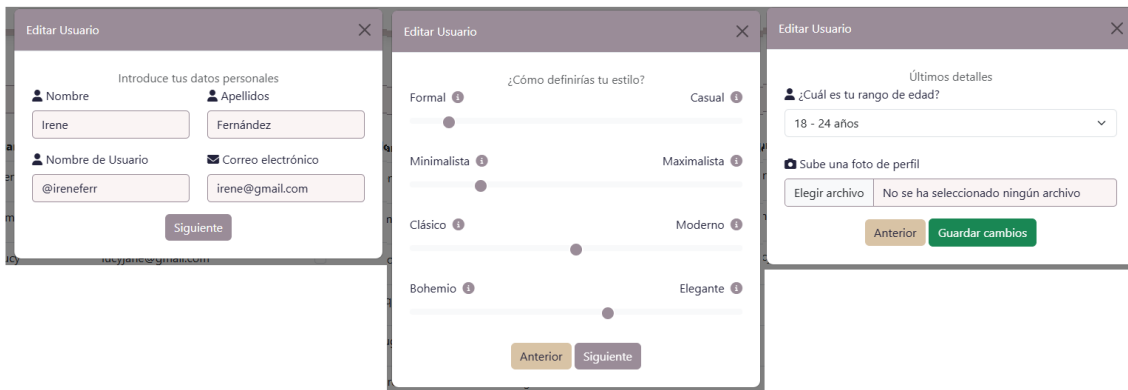 Editar Usuario
Introduce tus datos personales
Nombre Apellidos
Irene Fernández
Nombre de Usuario Correo electrónico
@ireneferr irene@gmail.com
Siguiente
lucyjane@gmail.com
Editar Usuario
¿Cómo definirías tu estilo?
Formal Casual
Minimalista Maximalista
Clásico Moderno
Bohemio Elegante
Anterior Siguiente
Editar Usuario
Últimos detalles
¿Cuál es tu rango de edad?
18 - 24 años
Sube una foto de perfil
Elegir archivo No se ha seleccionado ningún archivo
Anterior Guardar cambios